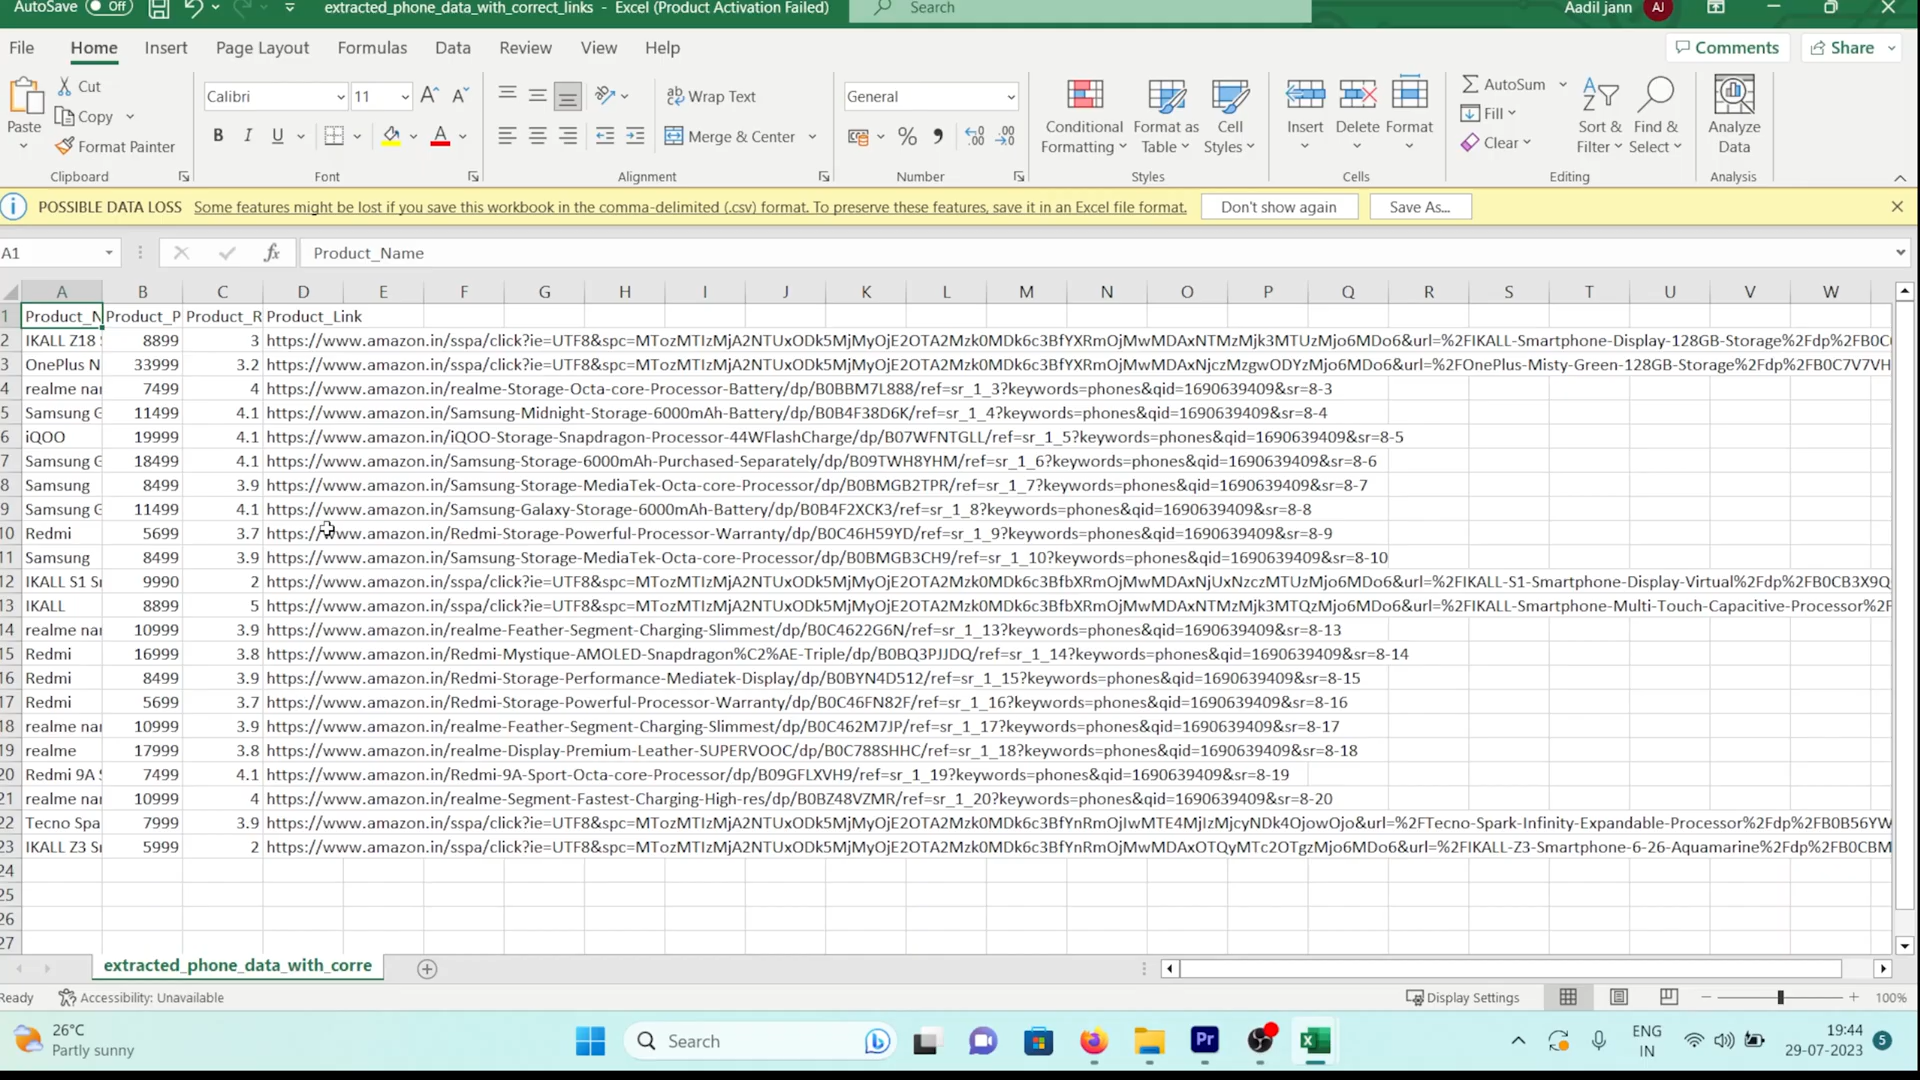 AutoSave Off extracted_phone_data_with_correct_links - Excel (Product Activation Failed) Search Aadil jann AJ
File Home Insert Page Layout Formulas Data Review View Help Comments Share
Paste Cut Copy Format Painter Clipboard
Calibri 11 B I U A Font
Wrap Text Merge & Center Alignment
General % Number
Conditional Formatting Format as Table Cell Styles Styles
Insert Delete Format Cells
AutoSum Fill Clear Sort & Filter Find & Select Editing
Analyze Data Analysis
POSSIBLE DATA LOSS Some features might be lost if you save this workbook in the comma-delimited (.csv) format. To preserve these features, save it in an Excel file format. Don't show again Save As...
A1 fx Product_Name
A B C D E F G H I J K L M N O P Q R S T U V W
1 Product_N Product_P Product_R Product_Link
2 IKALL Z18 8899 3 https://www.amazon.in/sspa/click?ie=UTF8&spc=MTozMTIzMjA2NTUxODk5MjMyOjE2OTA2Mzk0MDk6c3BfYXRmOjMwMDAxNTMzMjk3MTUzMjo6MDo6&url=%2FIKALL-Smartphone-Display-128GB-Storage%2Fdp%2FB0C
3 OnePlus N 33999 3.2 https://www.amazon.in/sspa/click?ie=UTF8&spc=MTozMTIzMjA2NTUxODk5MjMyOjE2OTA2Mzk0MDk6c3BfYXRmOjMwMDAxNjczMzgwODYzMjo6MDo6&url=%2FOnePlus-Misty-Green-128GB-Storage%2Fdp%2FB0C7V7VH
4 realme nar 7499 4 https://www.amazon.in/realme-Storage-Octa-core-Processor-Battery/dp/B0BBM7L888/ref=sr_1_3?keywords=phones&qid=1690639409&sr=8-3
5 Samsung G 11499 4.1 https://www.amazon.in/Samsung-Midnight-Storage-6000mAh-Battery/dp/B0B4F38D6K/ref=sr_1_4?keywords=phones&qid=1690639409&sr=8-4
6 iQOO 19999 4.1 https://www.amazon.in/iQOO-Storage-Snapdragon-Processor-44WFlashCharge/dp/B07WFNTGLL/ref=sr_1_5?keywords=phones&qid=1690639409&sr=8-5
7 Samsung G 18499 4.1 https://www.amazon.in/Samsung-Storage-6000mAh-Purchased-Separately/dp/B09TWH8YHM/ref=sr_1_6?keywords=phones&qid=1690639409&sr=8-6
8 Samsung 8499 3.9 https://www.amazon.in/Samsung-Storage-MediaTek-Octa-core-Processor/dp/B0BMGB2TPR/ref=sr_1_7?keywords=phones&qid=1690639409&sr=8-7
9 Samsung G 11499 4.1 https://www.amazon.in/Samsung-Galaxy-Storage-6000mAh-Battery/dp/B0B4F2XCK3/ref=sr_1_8?keywords=phones&qid=1690639409&sr=8-8
10 Redmi 5699 3.7 https://www.amazon.in/Redmi-Storage-Powerful-Processor-Warranty/dp/B0C46H59YD/ref=sr_1_9?keywords=phones&qid=1690639409&sr=8-9
11 Samsung 8499 3.9 https://www.amazon.in/Samsung-Storage-MediaTek-Octa-core-Processor/dp/B0BMGB3CH9/ref=sr_1_10?keywords=phones&qid=1690639409&sr=8-10
12 IKALL S1 Sr 9990 2 https://www.amazon.in/sspa/click?ie=UTF8&spc=MTozMTIzMjA2NTUxODk5MjMyOjE2OTA2Mzk0MDk6c3BfbXRmOjMwMDAxNjUxNzczMTUzMjo6MDo6&url=%2FIKALL-S1-Smartphone-Display-Virtual%2Fdp%2FB0CB3X9Q
13 IKALL 8899 5 https://www.amazon.in/sspa/click?ie=UTF8&spc=MTozMTIzMjA2NTUxODk5MjMyOjE2OTA2Mzk0MDk6c3BfbXRmOjMwMDAxNTMzMjk3MTQzMjo6MDo6&url=%2FIKALL-Smartphone-Multi-Touch-Capacitive-Processor%2F
14 realme nar 10999 3.9 https://www.amazon.in/realme-Feather-Segment-Charging-Slimmest/dp/B0C4622G6N/ref=sr_1_13?keywords=phones&qid=1690639409&sr=8-13
15 Redmi 16999 3.8 https://www.amazon.in/Redmi-Mystique-AMOLED-Snapdragon%C2%AE-Triple/dp/B0BQ3PJJDQ/ref=sr_1_14?keywords=phones&qid=1690639409&sr=8-14
16 Redmi 8499 3.9 https://www.amazon.in/Redmi-Storage-Performance-Mediatek-Display/dp/B0BYN4D512/ref=sr_1_15?keywords=phones&qid=1690639409&sr=8-15
17 Redmi 5699 3.7 https://www.amazon.in/Redmi-Storage-Powerful-Processor-Warranty/dp/B0C46FN82F/ref=sr_1_16?keywords=phones&qid=1690639409&sr=8-16
18 realme nar 10999 3.9 https://www.amazon.in/realme-Feather-Segment-Charging-Slimmest/dp/B0C462M7JP/ref=sr_1_17?keywords=phones&qid=1690639409&sr=8-17
19 realme 17999 3.8 https://www.amazon.in/realme-Display-Premium-Leather-SUPERVOOC/dp/B0C788SHHC/ref=sr_1_18?keywords=phones&qid=1690639409&sr=8-18
20 Redmi 9A 7499 4.1 https://www.amazon.in/Redmi-9A-Sport-Octa-core-Processor/dp/B09GFLXVH9/ref=sr_1_19?keywords=phones&qid=1690639409&sr=8-19
21 realme nar 10999 4 https://www.amazon.in/realme-Segment-Fastest-Charging-High-res/dp/B0BZ48VZMR/ref=sr_1_20?keywords=phones&qid=1690639409&sr=8-20
22 Tecno Spa 7999 3.9 https://www.amazon.in/sspa/click?ie=UTF8&spc=MTozMTIzMjA2NTUxODk5MjMyOjE2OTA2Mzk0MDk6c3BfYnRmOjIwMTE4MjIzMjcyNDk4OjowOjo&url=%2FTecno-Spark-Infinity-Expandable-Processor%2Fdp%2FB0B56YW
23 IKALL Z3 Sr 5999 2 https://www.amazon.in/sspa/click?ie=UTF8&spc=MTozMTIzMjA2NTUxODk5MjMyOjE2OTA2Mzk0MDk6c3BfYnRmOjMwMDAxOTQyMTc2OTgzMjo6MDo6&url=%2FIKALL-Z3-Smartphone-6-26-Aquamarine%2Fdp%2FB0CBM
24
25
26
27
extracted_phone_data_with_corre
Ready Accessibility: Unavailable Display Settings 100%
26°C Partly sunny Search Pr ENG IN 19:44 29-07-2023 5